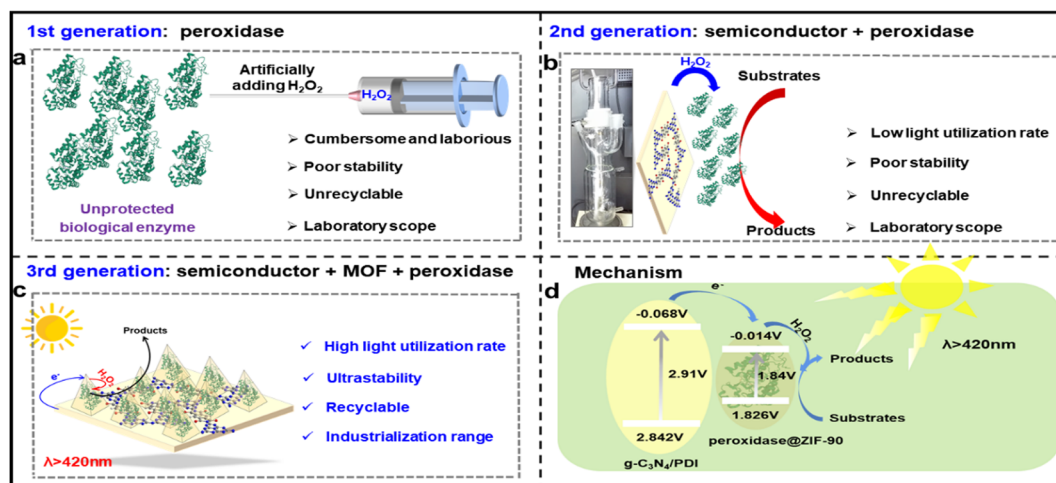 1st generation: peroxidase
a
Artificially
adding H₂O₂
H₂O₂
➢ Cumbersome and laborious
➢ Poor stability
➢ Unrecyclable
➢ Laboratory scope
Unprotected
biological enzyme
2nd generation: semiconductor + peroxidase
b
H₂O₂
Substrates
Products
➢ Low light utilization rate
➢ Poor stability
➢ Unrecyclable
➢ Laboratory scope
3rd generation: semiconductor + MOF + peroxidase
c
Products
e⁻
H₂O₂
λ>420nm
✓ High light utilization rate
✓ Ultrastability
✓ Recyclable
✓ Industrialization range
Mechanism
d
e⁻
-0.068V
-0.014V
H₂O₂
λ>420nm
Products
2.91V
1.84V
1.826V
Substrates
2.842V
peroxidase@ZIF-90
g-C₃N₄/PDI